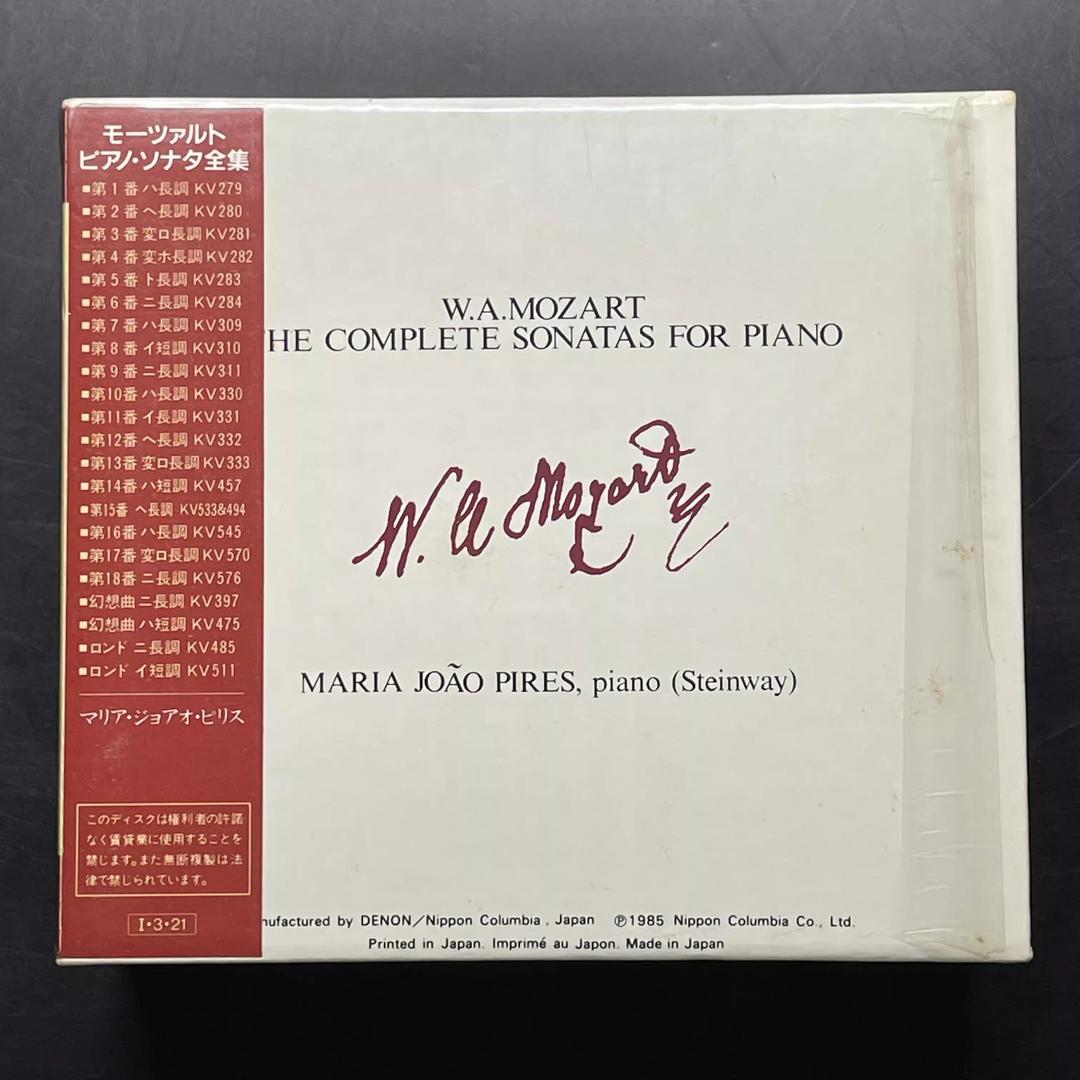 モーツァルト
ピアノ・ソナタ全集
■第1番 ハ長調 KV279
■第2番 ヘ長調 KV280
■第3番 変ロ長調 KV281
■第4番 変ホ長調 KV282
■第5番 ト長調 KV283
■第6番 ニ長調 KV284
■第7番 ハ長調 KV309
■第8番 イ短調 KV310
■第9番 ニ長調 KV311
■第10番 ハ長調 KV330
■第11番 イ長調 KV331
■第12番 ヘ長調 KV332
■第13番 変ロ長調 KV333
■第14番 ハ短調 KV457
■第15番 ヘ長調 KV533&494
■第16番 ハ長調 KV545
■第17番 変ロ長調 KV570
■第18番 ニ長調 KV576
■幻想曲 ニ長調 KV397
■幻想曲 ハ短調 KV475
■ロンド ニ長調 KV485
■ロンド イ短調 KV511
マリア・ジョアオ・ピリス
このディスクは権利者の許諾
なく賃貸業に使用することを
禁じます。また無断複製は法
律で禁じられています。
I・3・21
W.A.MOZART
HE COMPLETE SONATAS FOR PIANO
W. A Mozart
MARIA JOÃO PIRES, piano (Steinway)
nufactured by DENON/Nippon Columbia, Japan ℗1985 Nippon Columbia Co., Ltd.
Printed in Japan. Imprimé au Japon. Made in Japan